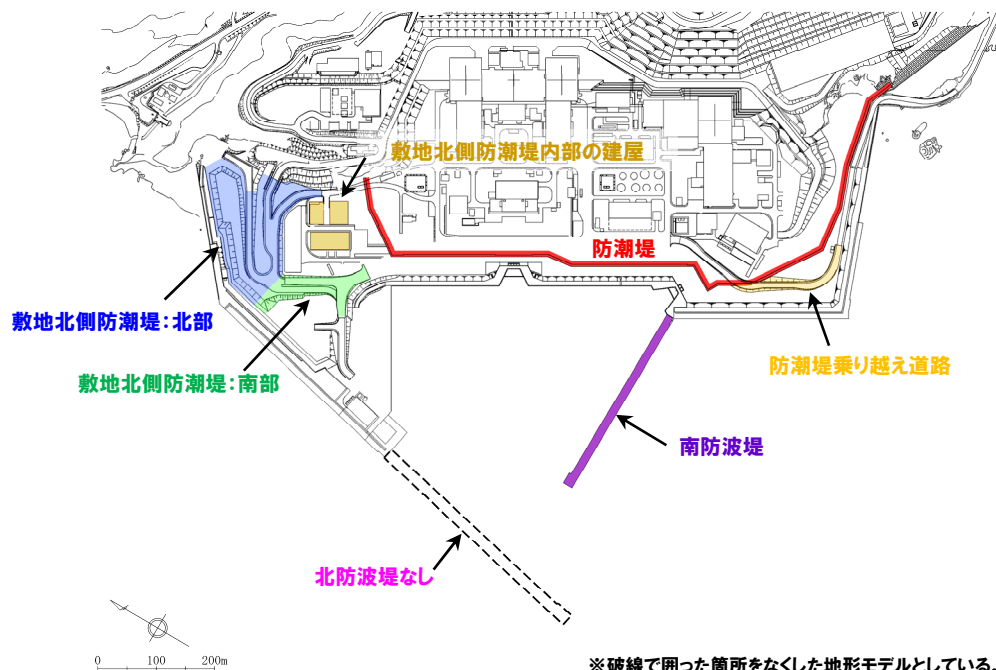 敷地北側防潮堤内部の建屋
防潮堤
敷地北側防潮堤：北部
防潮堤乗り越え道路
敷地北側防潮堤：南部
南防波堤
北防波堤なし
0 100 200m
※破線で囲った箇所をなくした地形モデルとしている。